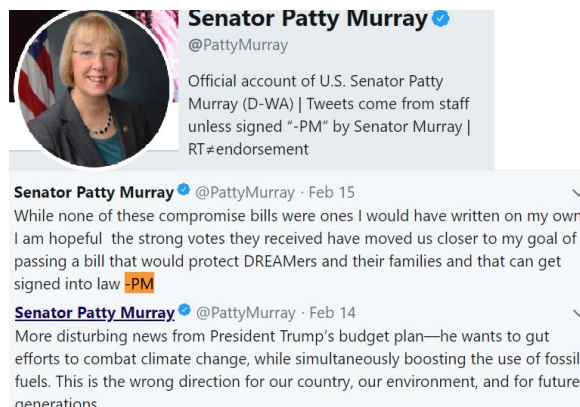 Senator Patty Murray
@PattyMurray
Official account of U.S. Senator Patty
Murray (D-WA) | Tweets come from staff
unless signed “-PM” by Senator Murray |
RT≠endorsement
Senator Patty Murray @PattyMurray · Feb 15
While none of these compromise bills were ones I would have written on my own
I am hopeful the strong votes they received have moved us closer to my goal of
passing a bill that would protect DREAMers and their families and that can get
signed into law -PM
Senator Patty Murray @PattyMurray · Feb 14
More disturbing news from President Trump’s budget plan—he wants to gut
efforts to combat climate change, while simultaneously boosting the use of fossil
fuels. This is the wrong direction for our country, our environment, and for future
generations